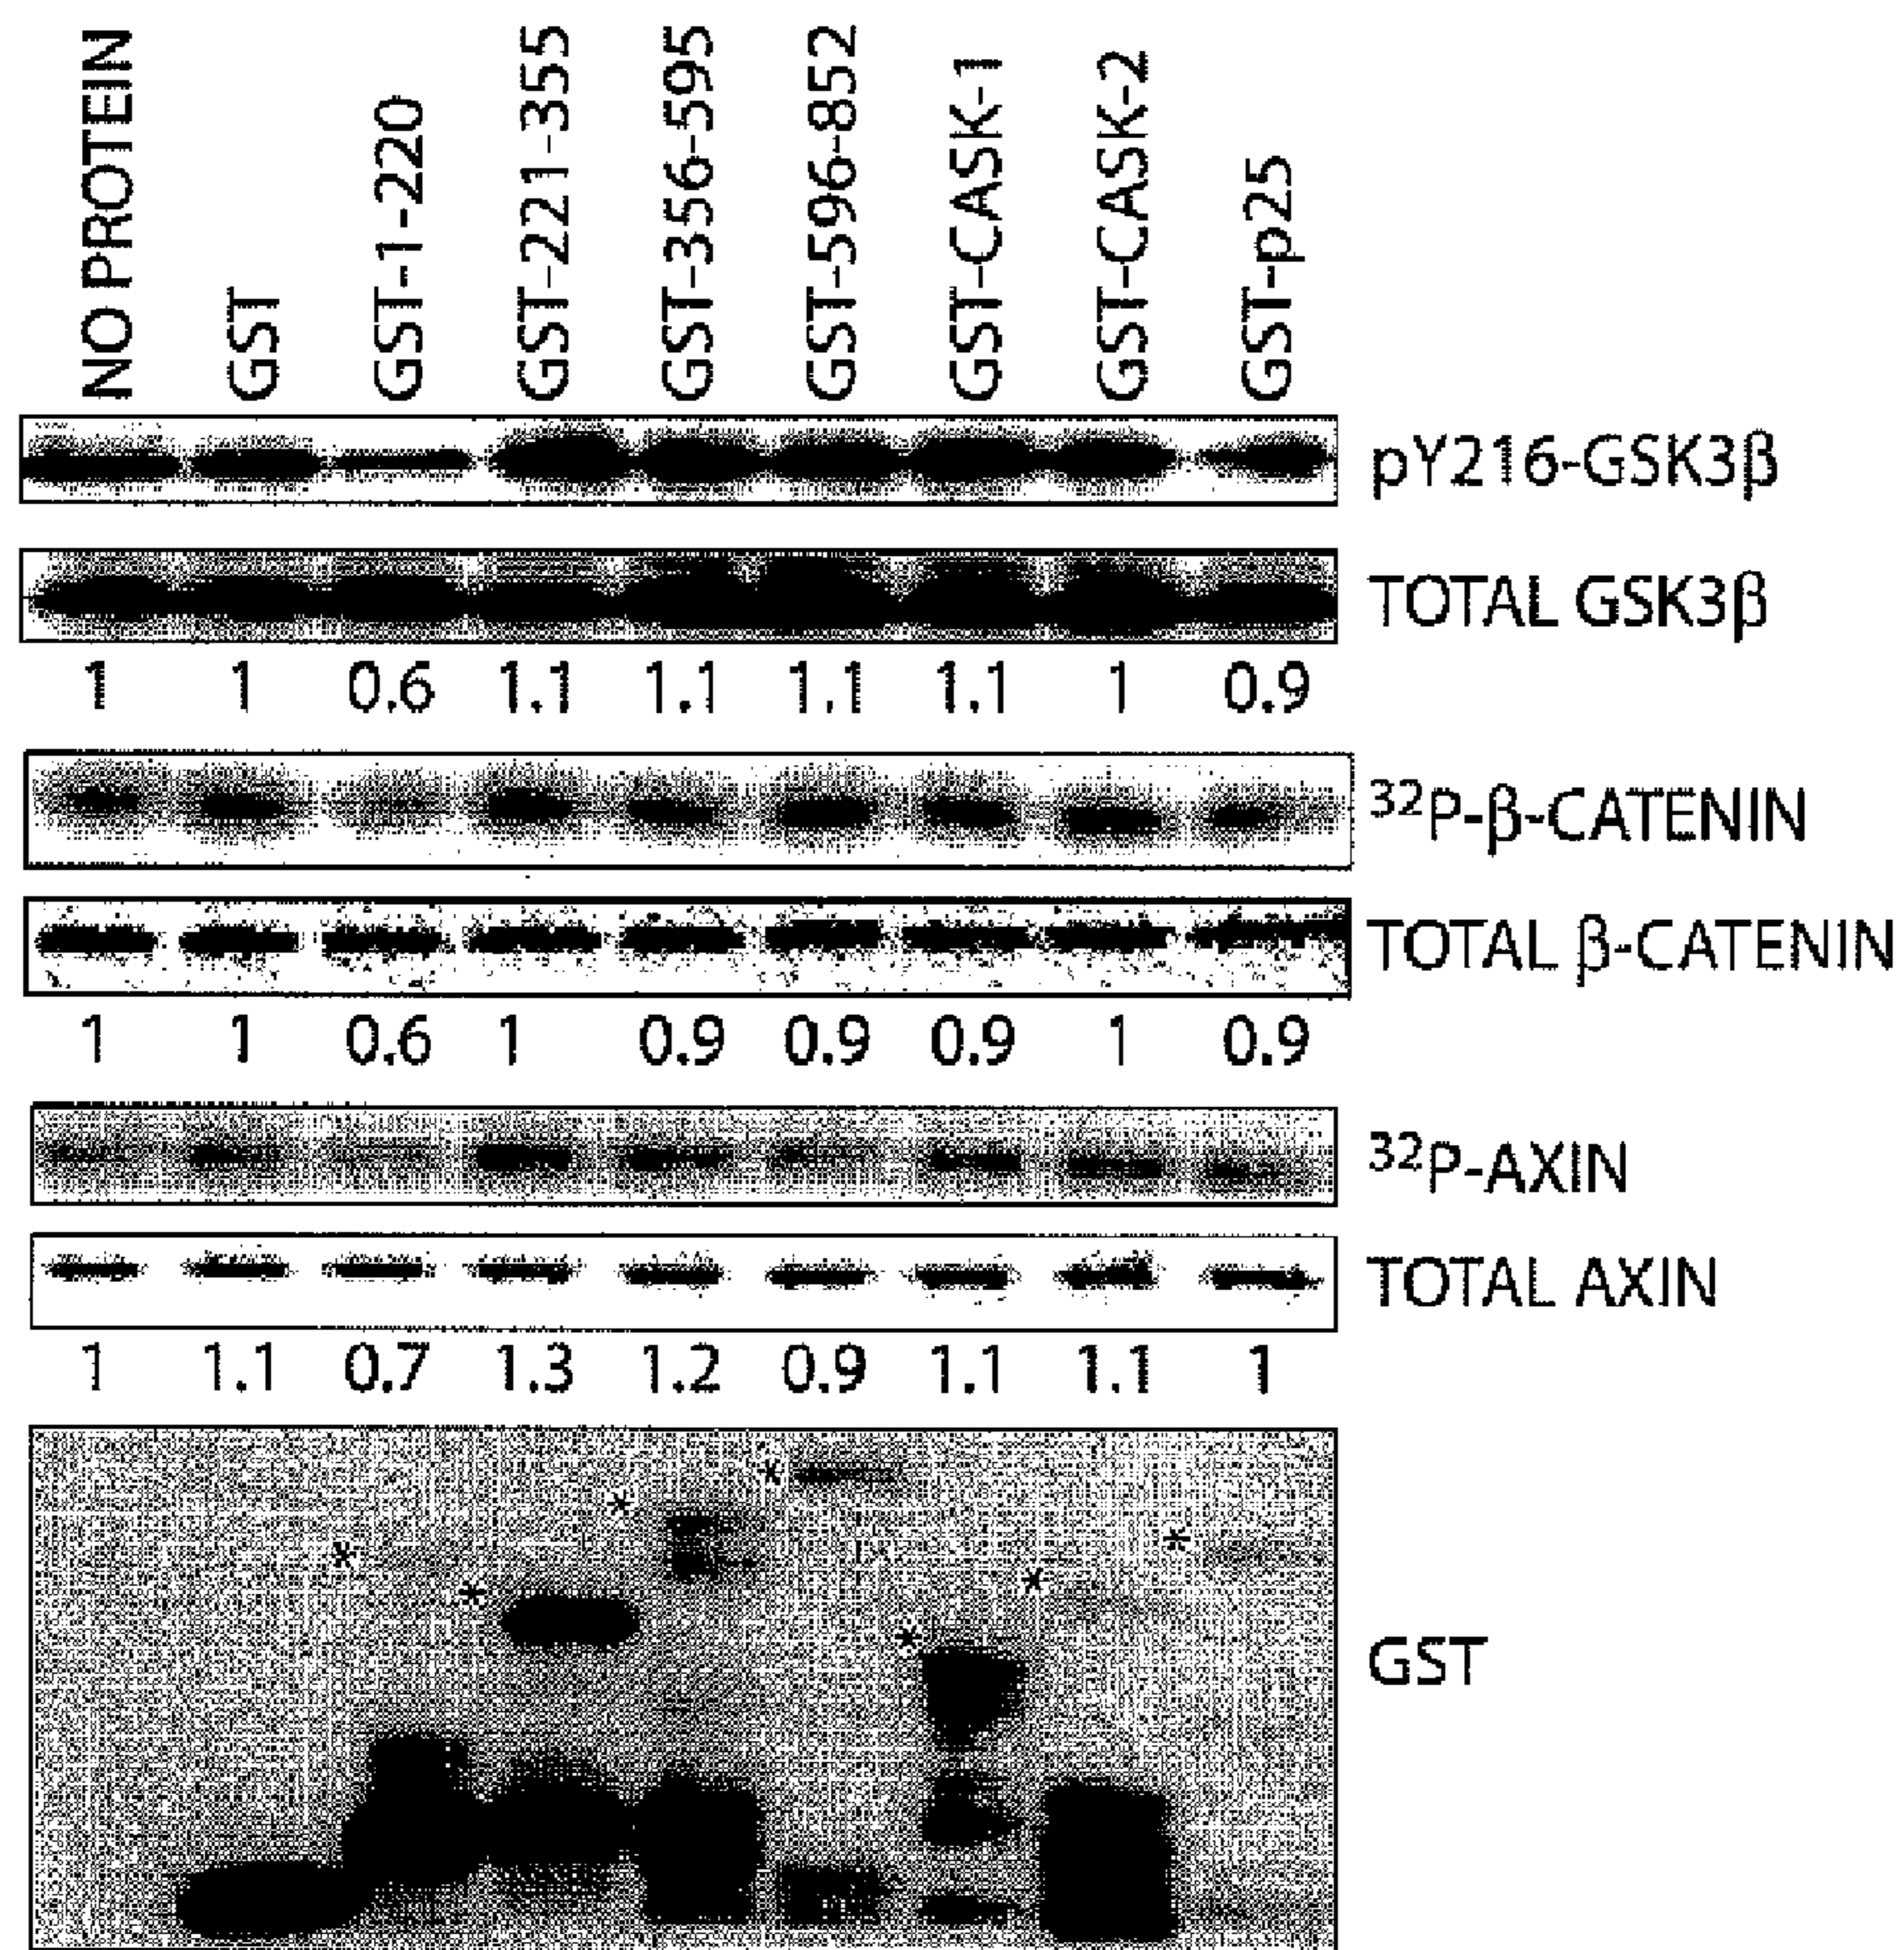 NO PROTEIN
GST
GST-1-220
GST-221-355
GST-356-595
GST-596-852
GST-CASK-1
GST-CASK-2
GST-p25
pY216-GSK3β
TOTAL GSK3β
1 1 0.6 1.1 1.1 1.1 1.1 1 0.9
³²P-β-CATENIN
TOTAL β-CATENIN
1 1 0.6 1 0.9 0.9 0.9 1 0.9
³²P-AXIN
TOTAL AXIN
1 1.1 0.7 1.3 1.2 0.9 1.1 1.1 1
* * * * * * *
GST